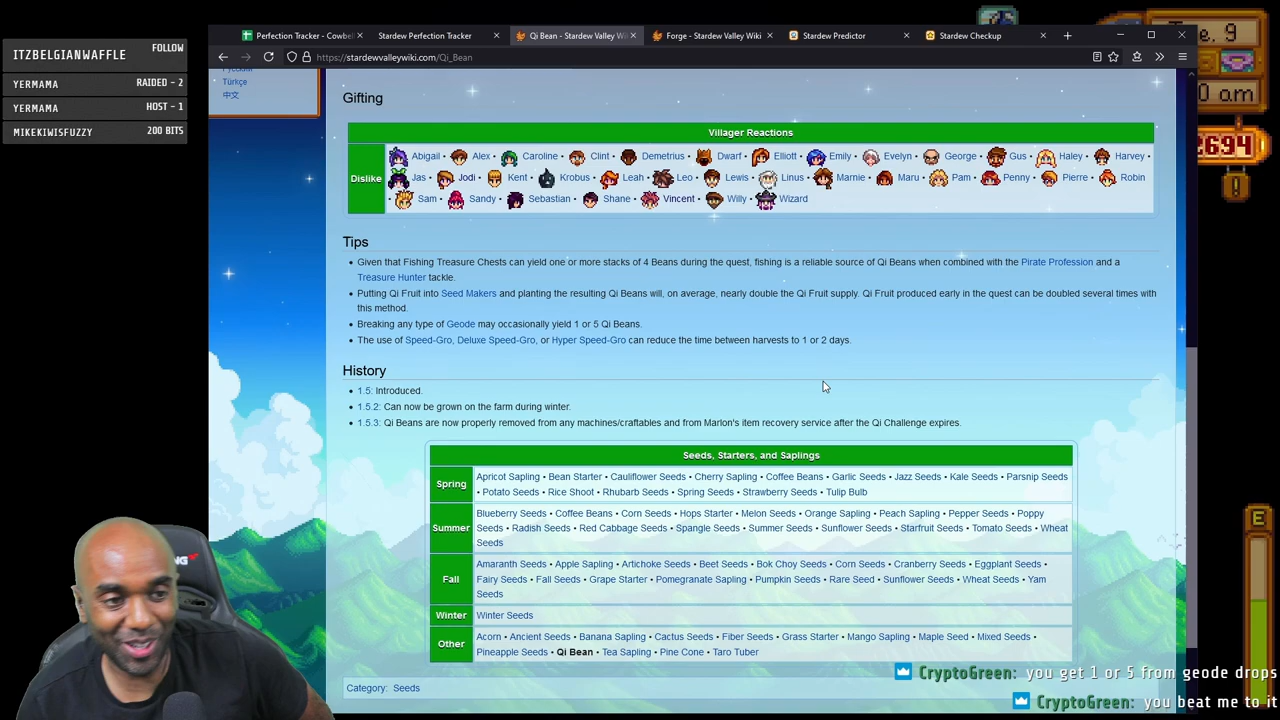 ITZBELGIANWAFFLE FOLLOW
YERMAMA RAIDED - 2
YERMAMA HOST - 1
MIKEKIWISFUZZY 200 BITS
Perfection Tracker - Cowbel
Stardew Perfection Tracker
Qi Bean - Stardew Valley Wi
Forge - Stardew Valley Wiki
Stardew Predictor
Stardew Checkup
https://stardewvalleywiki.com/Qi_Bean
Türkçe
中文
Gifting
Villager Reactions
Dislike
Abigail • Alex • Caroline • Clint • Demetrius • Dwarf • Elliott • Emily • Evelyn • George • Gus • Haley • Harvey •
Jas • Jodi • Kent • Krobus • Leah • Leo • Lewis • Linus • Marnie • Maru • Pam • Penny • Pierre • Robin
• Sam • Sandy • Sebastian • Shane • Vincent • Willy • Wizard
Tips
• Given that Fishing Treasure Chests can yield one or more stacks of 4 Beans during the quest, fishing is a reliable source of Qi Beans when combined with the Pirate Profession and a
Treasure Hunter tackle.
• Putting Qi Fruit into Seed Makers and planting the resulting Qi Beans will, on average, nearly double the Qi Fruit supply. Qi Fruit produced early in the quest can be doubled several times with
this method.
• Breaking any type of Geode may occasionally yield 1 or 5 Qi Beans.
• The use of Speed-Gro, Deluxe Speed-Gro, or Hyper Speed-Gro can reduce the time between harvests to 1 or 2 days.
History
• 1.5: Introduced.
• 1.5.2: Can now be grown on the farm during winter.
• 1.5.3: Qi Beans are now properly removed from any machines/craftables and from Marlon's item recovery service after the Qi Challenge expires.
Seeds, Starters, and Saplings
Spring
Apricot Sapling • Bean Starter • Cauliflower Seeds • Cherry Sapling • Coffee Beans • Garlic Seeds • Jazz Seeds • Kale Seeds • Parsnip Seeds
• Potato Seeds • Rice Shoot • Rhubarb Seeds • Spring Seeds • Strawberry Seeds • Tulip Bulb
Summer
Blueberry Seeds • Coffee Beans • Corn Seeds • Hops Starter • Melon Seeds • Orange Sapling • Peach Sapling • Pepper Seeds • Poppy
Seeds • Radish Seeds • Red Cabbage Seeds • Spangle Seeds • Summer Seeds • Sunflower Seeds • Starfruit Seeds • Tomato Seeds • Wheat
Seeds
Fall
Amaranth Seeds • Apple Sapling • Artichoke Seeds • Beet Seeds • Bok Choy Seeds • Corn Seeds • Cranberry Seeds • Eggplant Seeds •
Fairy Seeds • Fall Seeds • Grape Starter • Pomegranate Sapling • Pumpkin Seeds • Rare Seed • Sunflower Seeds • Wheat Seeds • Yam
Seeds
Winter
Winter Seeds
Other
Acorn • Ancient Seeds • Banana Sapling • Cactus Seeds • Fiber Seeds • Grass Starter • Mango Sapling • Maple Seed • Mixed Seeds •
Pineapple Seeds • Qi Bean • Tea Sapling • Pine Cone • Taro Tuber
Category: Seeds
CryptoGreen: you get 1 or 5 from geode drops
CryptoGreen: you beat me to it
e. 9
0 am
2694
E